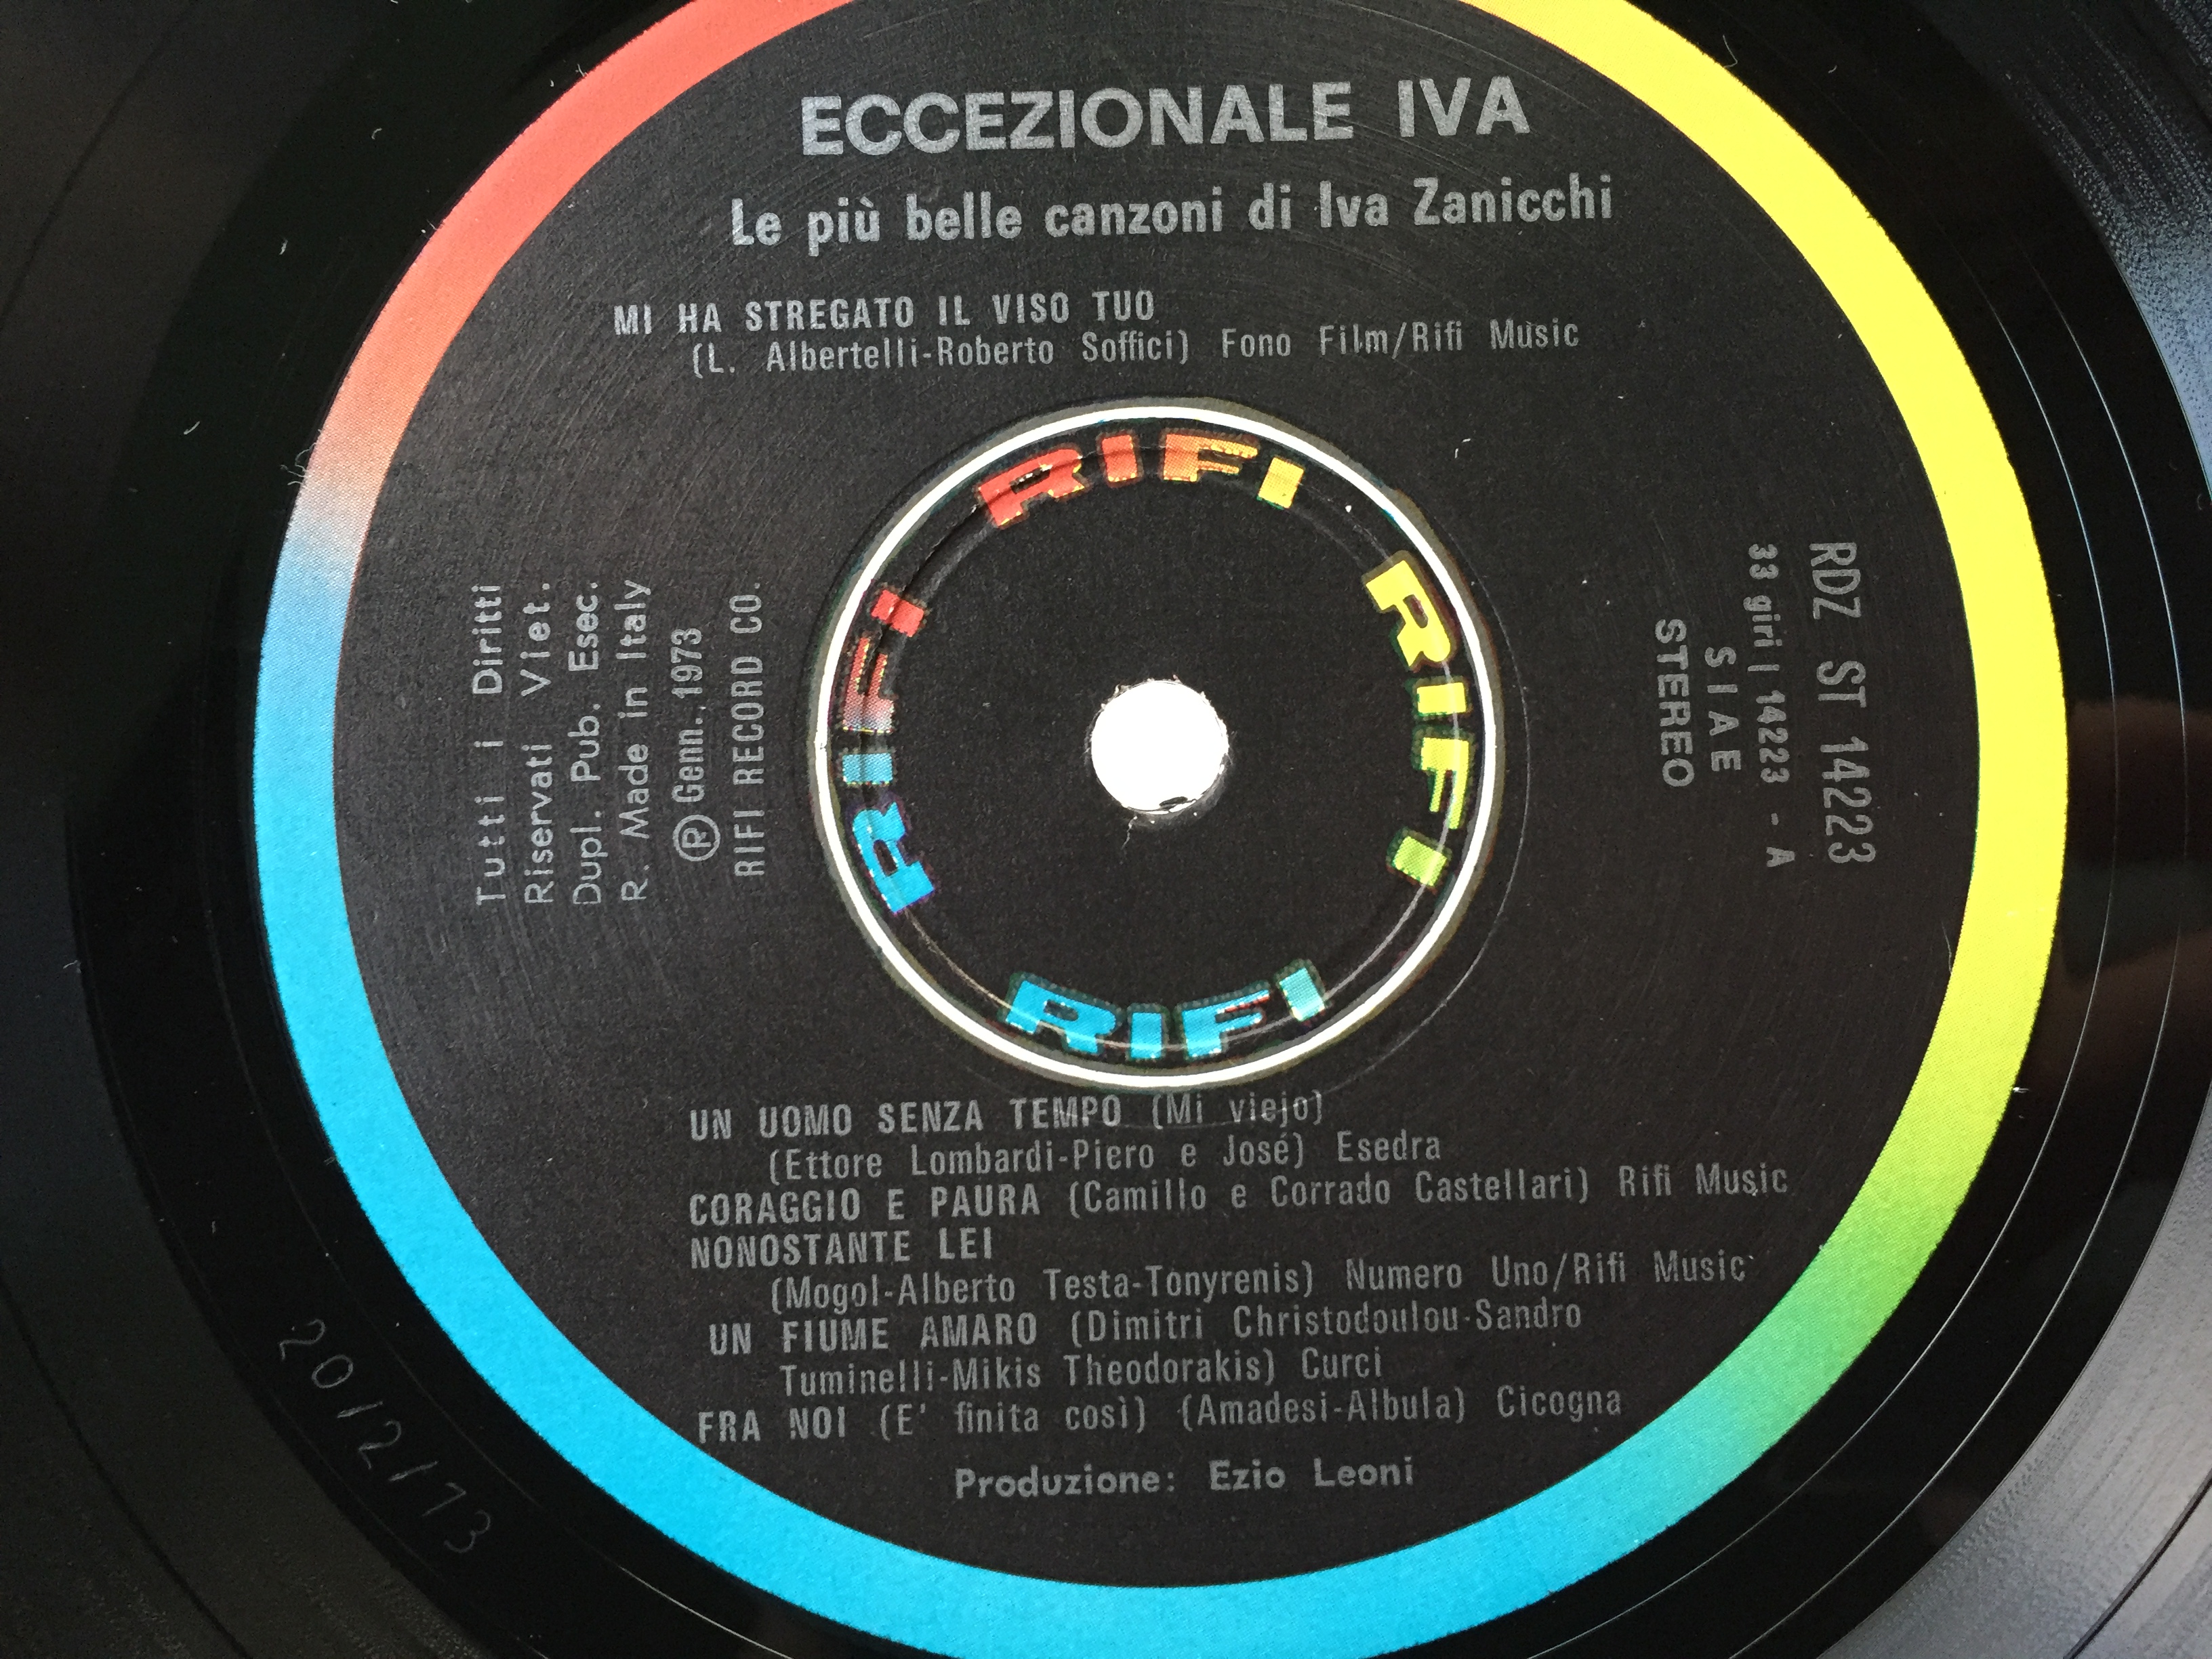 ECCEZIONALE IVA
Le più belle canzoni di Iva Zanicchi
MI HA STREGATO IL VISO TUO
(L. Albertelli-Roberto Soffici) Fono Film/Rifi Music
Tutti i Diritti
Riservati Viet.
Dupl. Pub. Esec.
R. Made in Italy
Ⓟ Genn. 1973
RIFI RECORD CO.
RIFI
RIFI
RIFI
RIFI
RDZ ST 14223
33 giri | 14223 - A
SIAE
STEREO
UN UOMO SENZA TEMPO (Mi viejo)
(Ettore Lombardi-Piero e José) Esedra
CORAGGIO E PAURA (Camillo e Corrado Castellari) Rifi Music
NONOSTANTE LEI
(Mogol-Alberto Testa-Tonyrenis) Numero Uno/Rifi Music
UN FIUME AMARO (Dimitri Christodoulou-Sandro
Tuminelli-Mikis Theodorakis) Curci
FRA NOI (E' finita così) (Amadesi-Albula) Cicogna
Produzione: Ezio Leoni
20/2/73